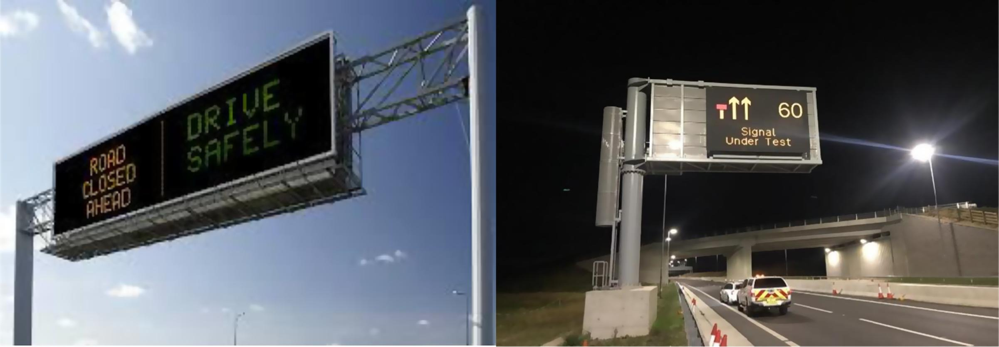 ROAD
CLOSED
AHEAD
DRIVE
SAFELY
60
Signal
Under Test